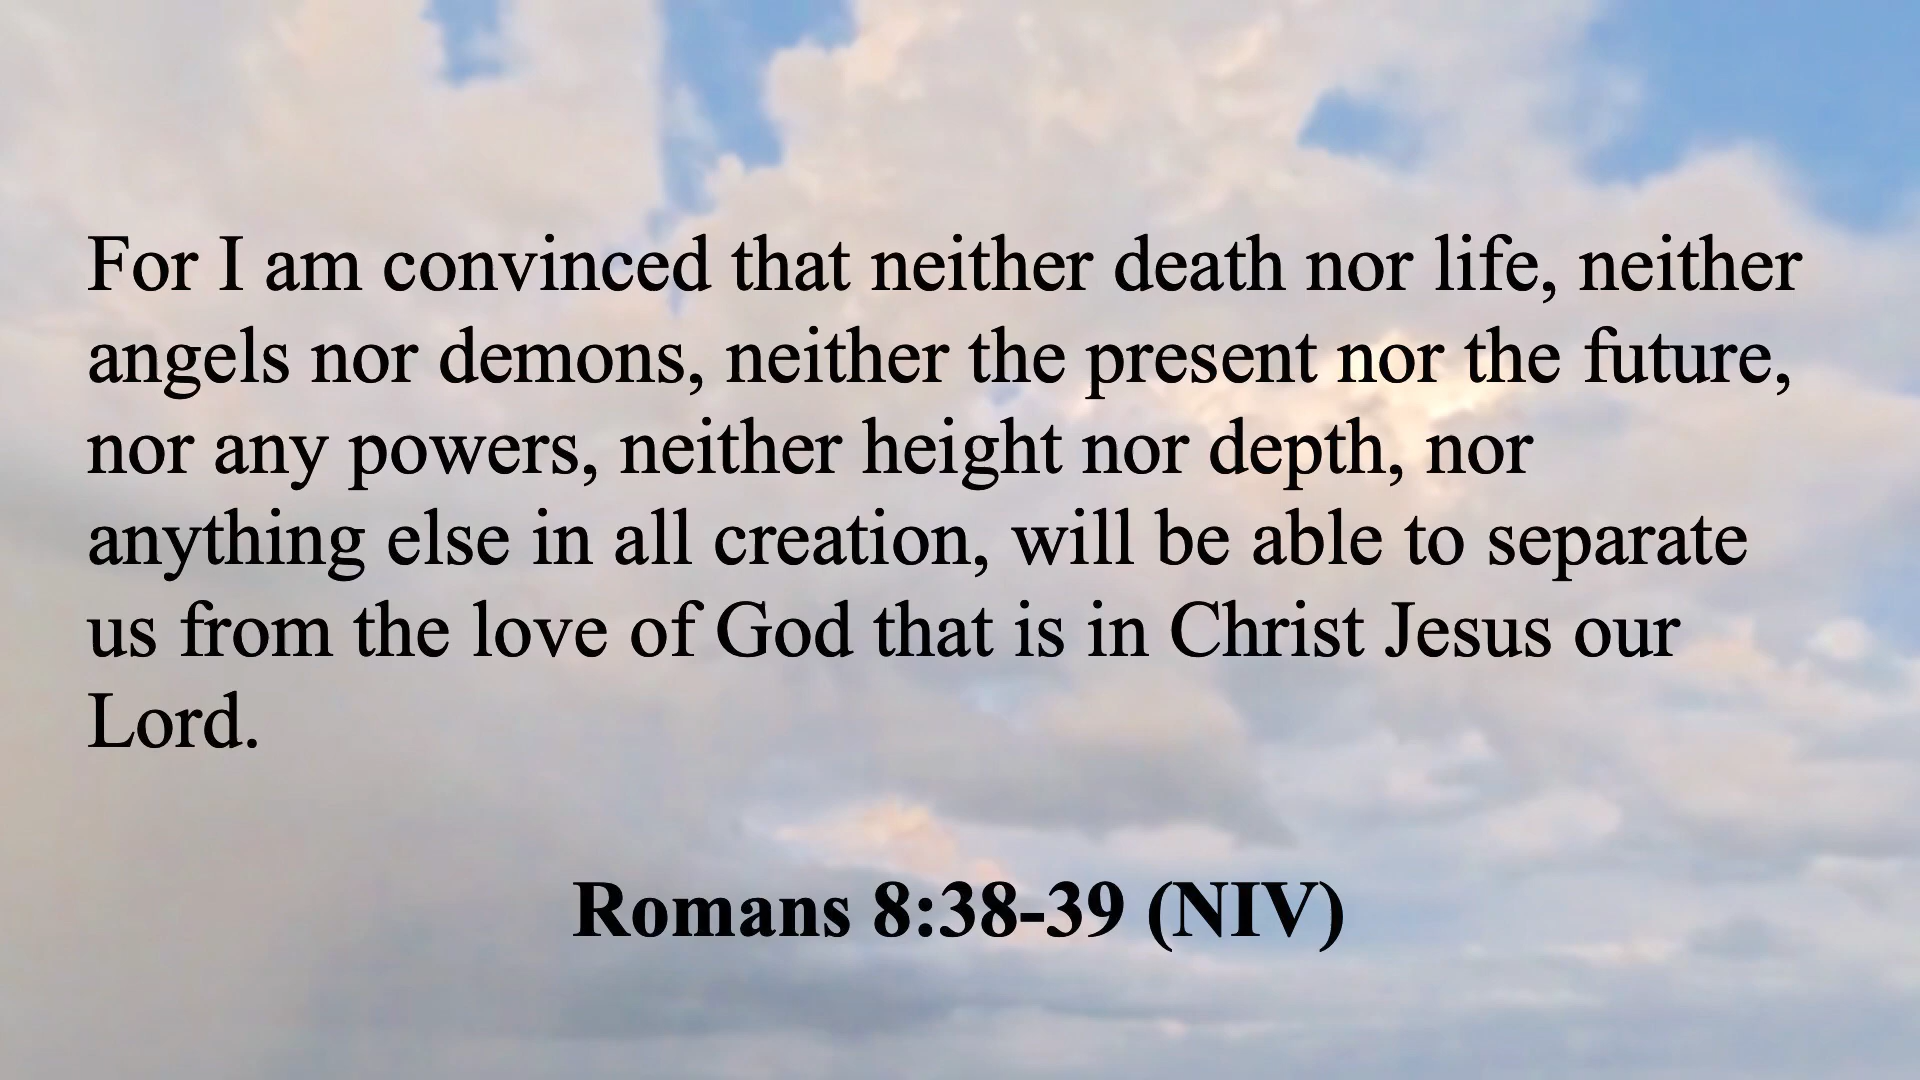 For I am convinced that neither death nor life, neither
angels nor demons, neither the present nor the future,
nor any powers, neither height nor depth, nor
anything else in all creation, will be able to separate
us from the love of God that is in Christ Jesus our
Lord.
Romans 8:38-39 (NIV)